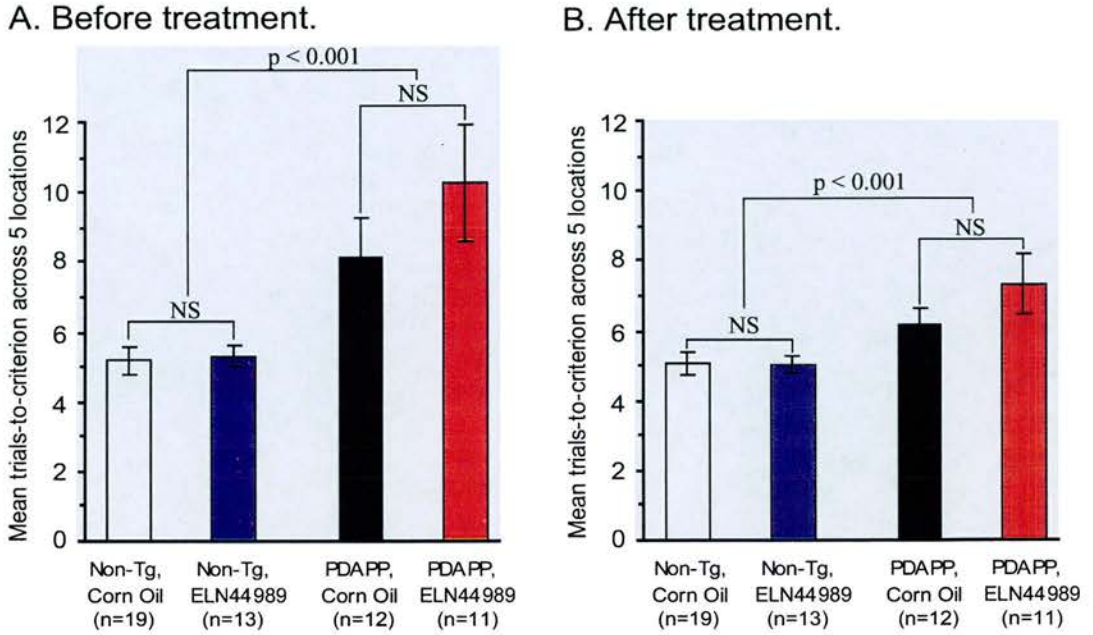 A. Before treatment.
p < 0.001
NS
NS
Mean trials-to-criterion across 5 locations
12
10
8
6
4
2
0
Non-Tg,
Corn Oil
(n=19)
Non-Tg,
ELN44989
(n=13)
PDAPP,
Corn Oil
(n=12)
PDAPP,
ELN44989
(n=11)
B. After treatment.
p < 0.001
NS
NS
Mean trials-to-criterion across 5 locations
12
10
8
6
4
2
0
Non-Tg,
Corn Oil
(n=19)
Non-Tg,
ELN44989
(n=13)
PDAPP,
Corn Oil
(n=12)
PDAPP,
ELN44989
(n=11)